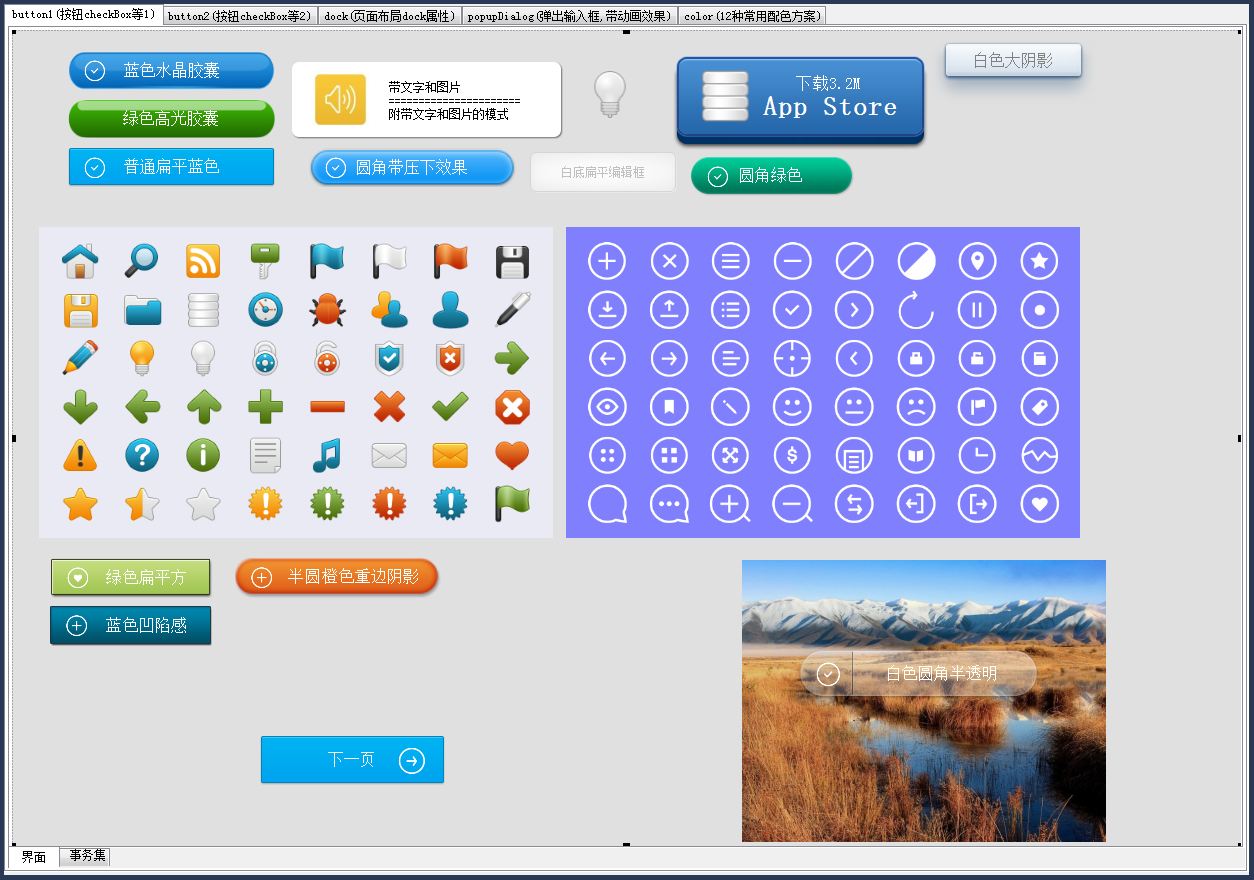 button1(按钮checkBox等1)
button2(按钮checkBox等2)
dock(页面布局dock属性)
popupDialog(弹出输入框,带动画效果)
color(12种常用配色方案)
蓝色水晶胶囊
带文字和图片
======================
附带文字和图片的模式
下载3.2M
App Store
白色大阴影
绿色高光胶囊
普通扁平蓝色
圆角带压下效果
白底扁平编辑框
圆角绿色
绿色扁平方
半圆橙色重边阴影
蓝色凹陷感
白色圆角半透明
下一页
界面
事务集